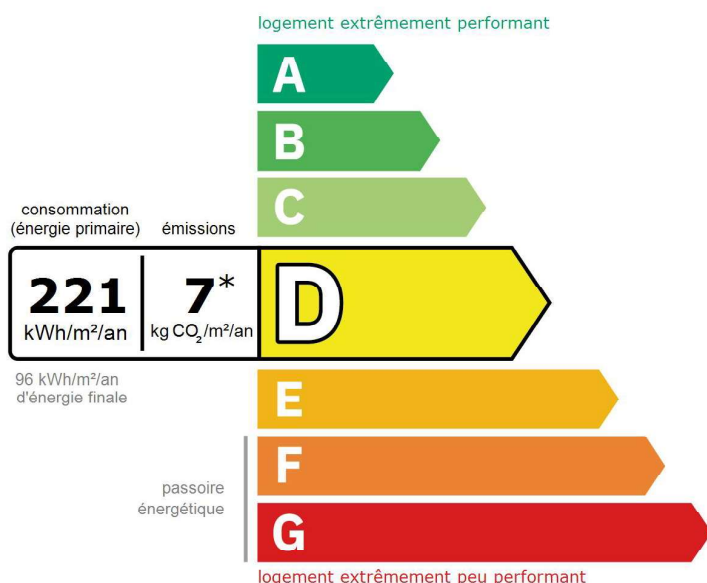 logement extrêmement performant
A
B
C
consommation
(énergie primaire)
émissions
221
kWh/m²/an
7*
kg CO₂/m²/an
D
96 kWh/m²/an
d'énergie finale
E
passoire
énergétique
F
G
logement extrêmement peu performant